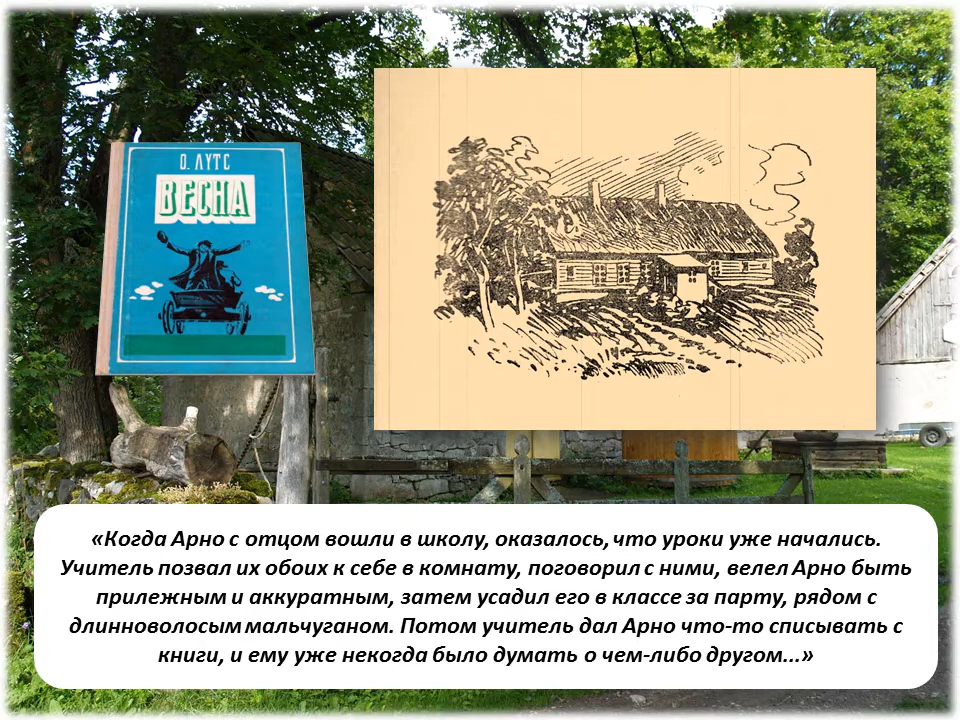 О. ЛУТС
ВЕСНА
«Когда Арно с отцом вошли в школу, оказалось, что уроки уже начались.
Учитель позвал их обоих к себе в комнату, поговорил с ними, велел Арно быть
прилежным и аккуратным, затем усадил его в классе за парту, рядом с
длинноволосым мальчуганом. Потом учитель дал Арно что-то списывать с
книги, и ему уже некогда было думать о чем-либо другом...»